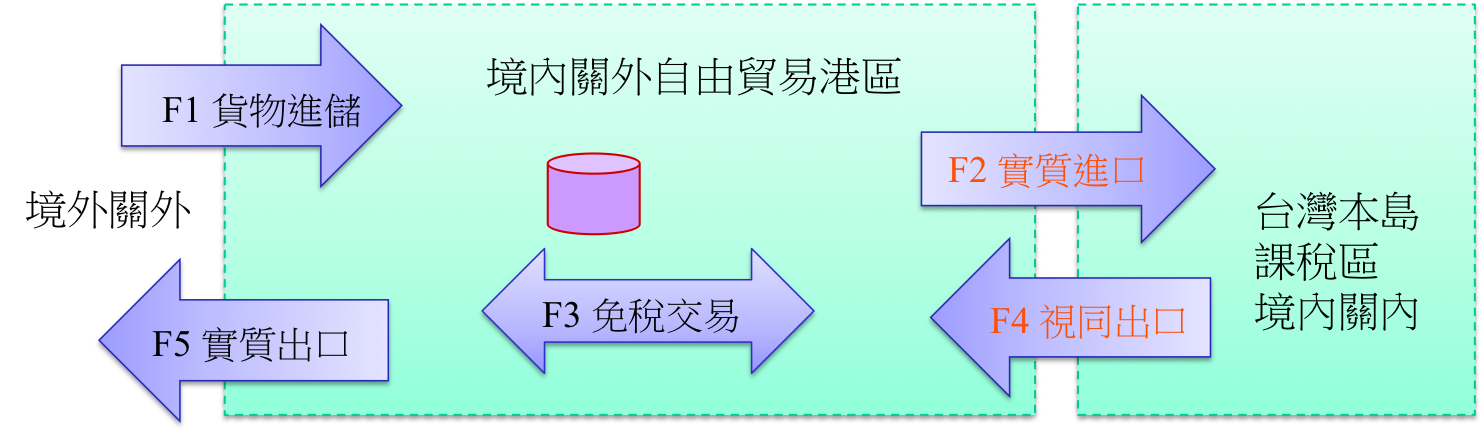 境內關外自由貿易港區
F1 貨物進儲
F2 實質進口
境外關外
台灣本島
課稅區
境內關內
F3 免稅交易
F4 視同出口
F5 實質出口